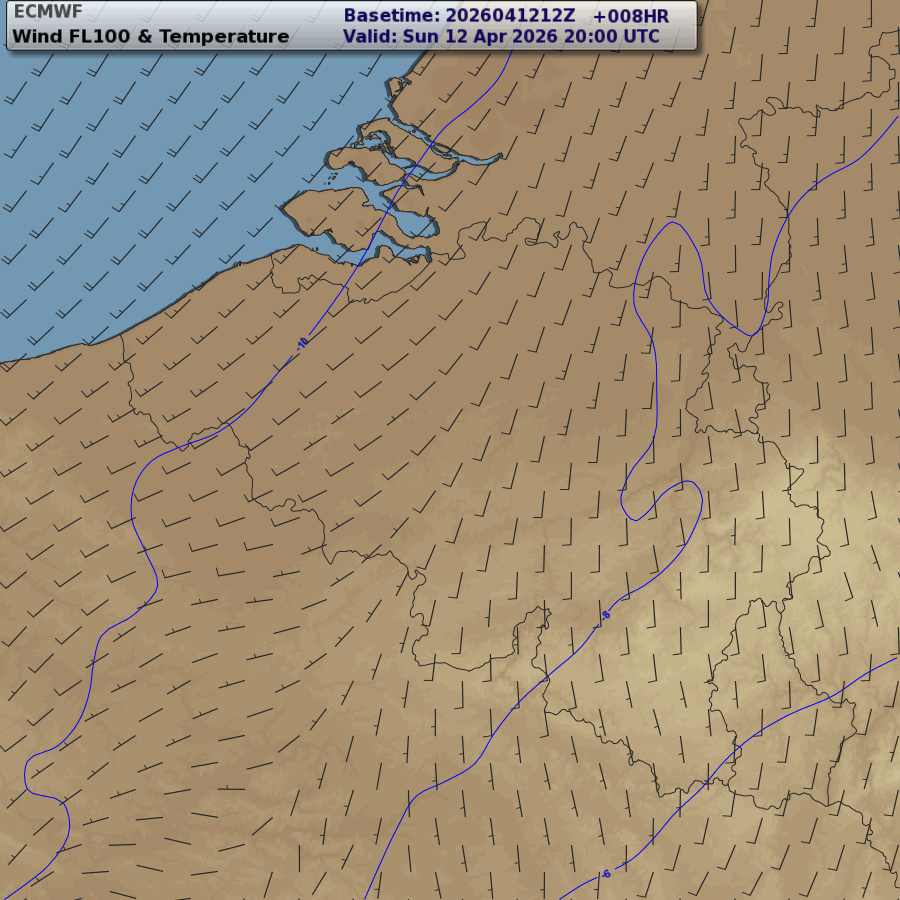 ECMWF
Basetime: 2026041212Z +008HR
Wind FL100 & Temperature
Valid: Sun 12 Apr 2026 20:00 UTC
-10
-8
-6